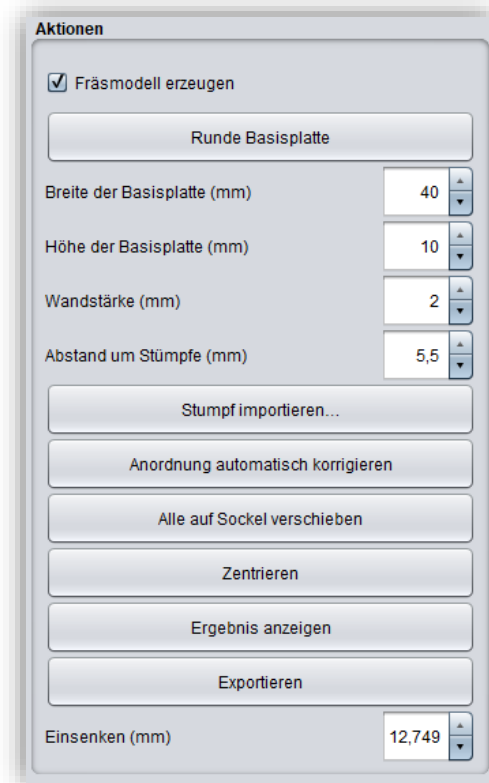 Aktionen
Fräsmodell erzeugen
Runde Basisplatte
Breite der Basisplatte (mm) 40
Höhe der Basisplatte (mm) 10
Wandstärke (mm) 2
Abstand um Stümpfe (mm) 5,5
Stumpf importieren...
Anordnung automatisch korrigieren
Alle auf Sockel verschieben
Zentrieren
Ergebnis anzeigen
Exportieren
Einsenken (mm) 12,749